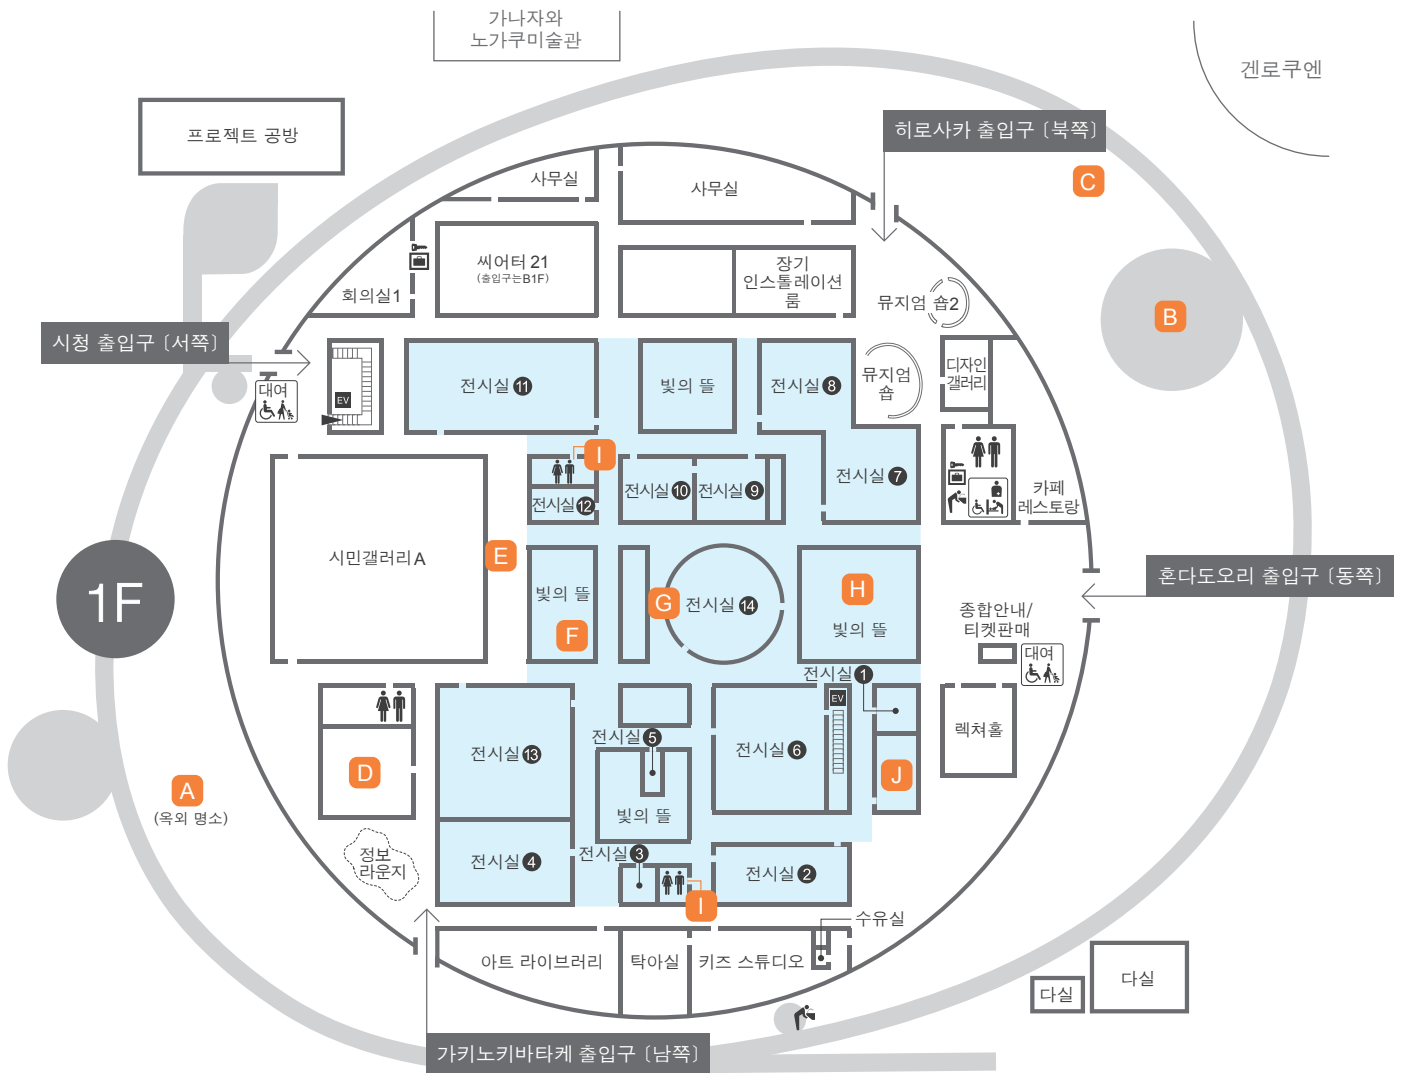 가나자와
노가쿠미술관
겐로쿠엔
프로젝트 공방
히로사카 출입구 〔북쪽〕
C
사무실
사무실
씨어터 21
(출입구는B1F)
장기
인스톨레이션
룸
회의실1
뮤지엄 숍2
B
시청 출입구 〔서쪽〕
대여
EV
전시실 11
빛의 뜰
전시실 8
뮤지엄
숍
디자인
갤러리
I
전시실 10
전시실 9
전시실 7
전시실 12
카페
레스토랑
시민갤러리 A
E
1F
빛의 뜰
F
G
전시실 14
H
빛의 뜰
혼다도오리 출입구 〔동쪽〕
종합안내/
티켓판매
대여
전시실 1
EV
렉쳐홀
전시실 5
전시실 13
전시실 6
D
J
A
(옥외 명소)
빛의 뜰
정보
라운지
전시실 4
전시실 3
전시실 2
I
수유실
아트 라이브러리
탁아실
키즈 스튜디오
다실
다실
가키노키바타케 출입구 〔남쪽〕